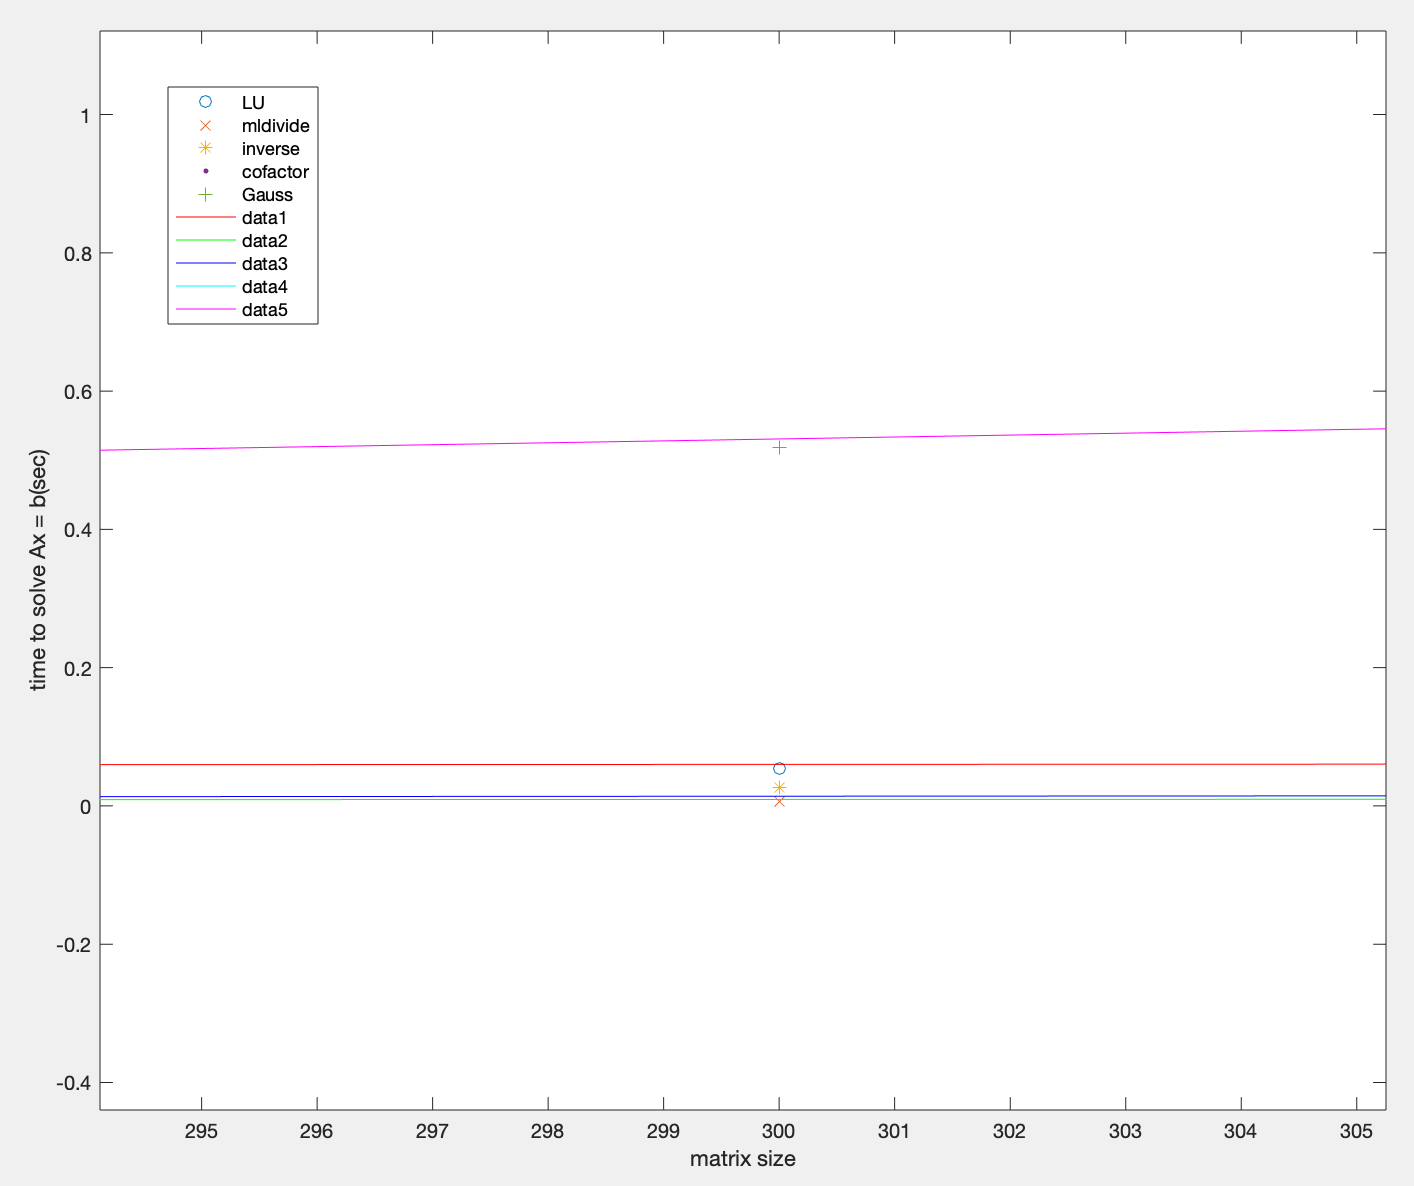 LU
mldivide
inverse
cofactor
Gauss
data1
data2
data3
data4
data5
1
0.8
0.6
0.4
0.2
0
-0.2
-0.4
time to solve Ax = b(sec)
295 296 297 298 299 300 301 302 303 304 305
matrix size